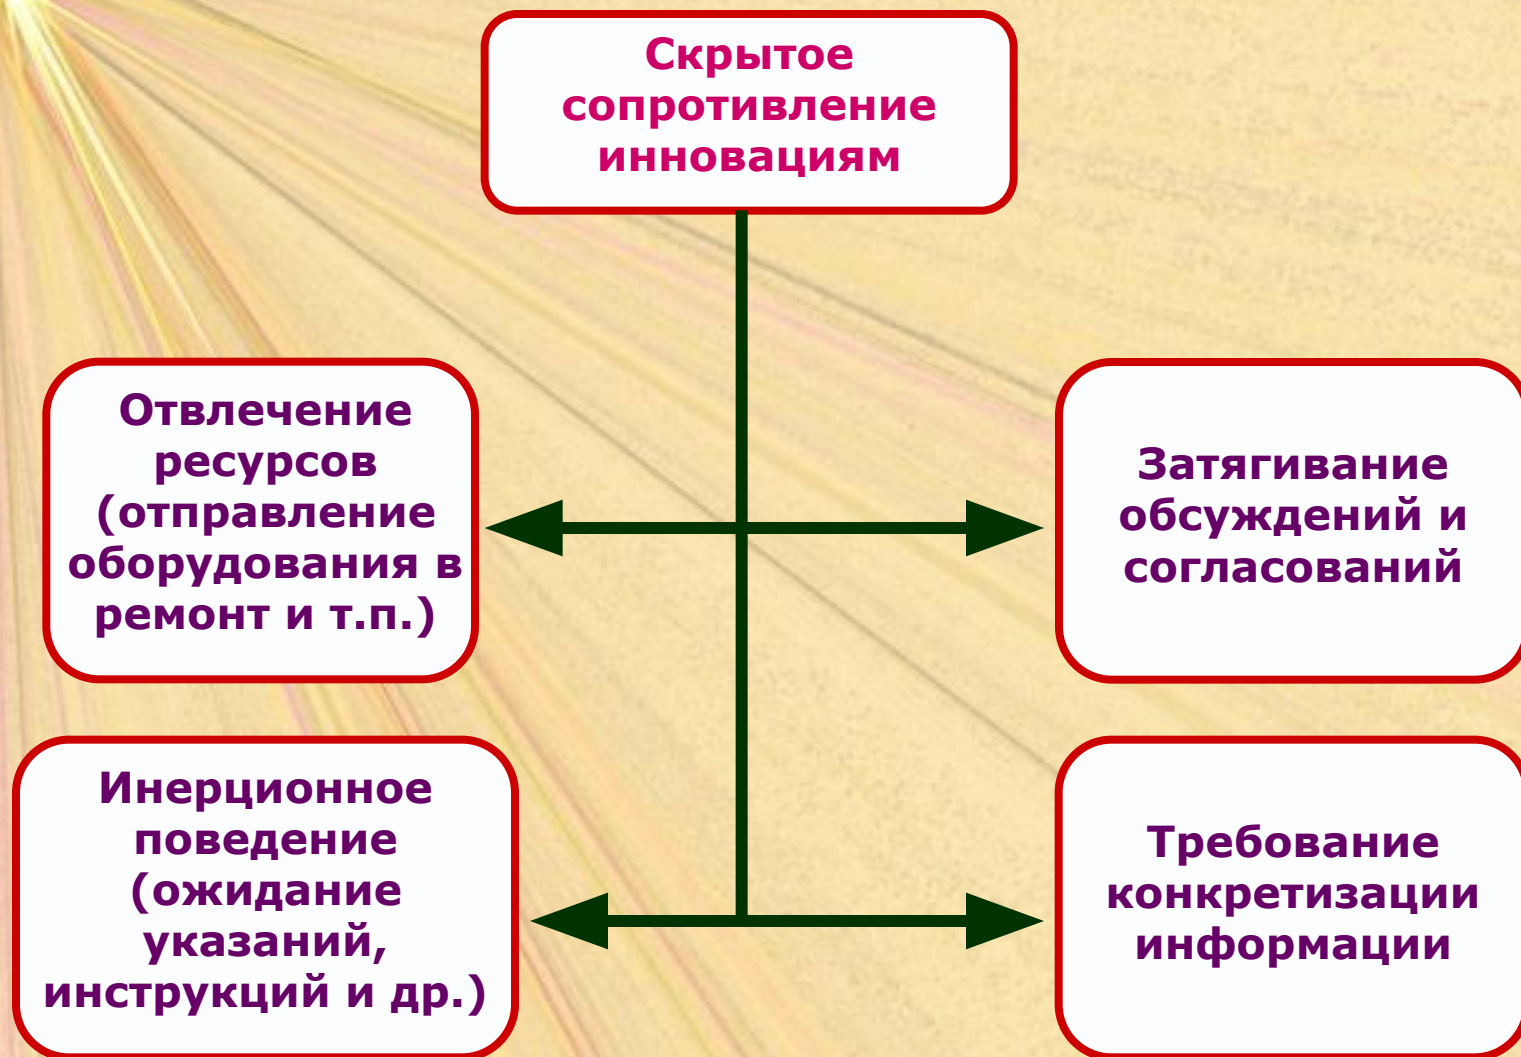 Скрытое
сопротивление
инновациям
Отвлечение
ресурсов
(отправление
оборудования в
ремонт и т.п.)
Затягивание
обсуждений и
согласований
Инерционное
поведение
(ожидание
указаний,
инструкций и др.)
Требование
конкретизации
информации